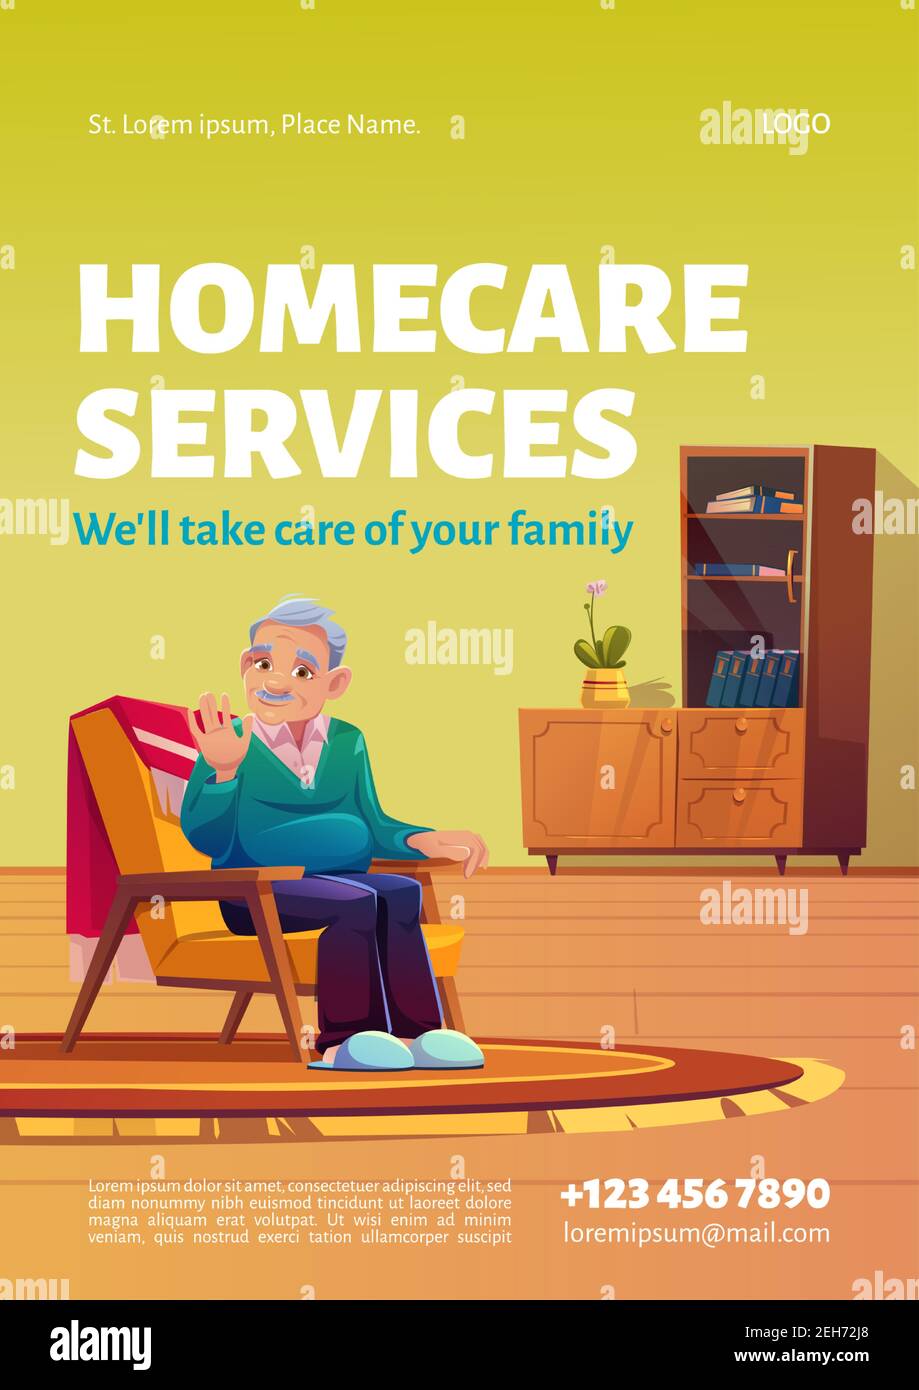 St. Lorem ipsum, Place Name.
LOGO
HOMECARE
SERVICES
We'll take care of your family
Lorem ipsum dolor sit amet, consectetuer adipiscing elit, sed
diam nonummy nibh euismod tincidunt ut laoreet dolore
magna aliquam erat volutpat. Ut wisi enim ad minim
veniam, quis nostrud exerci tation ullamcorper suscipit
+123 456 7890
loremipsum@mail.com
alamy
Image ID: 2EH72J8
www.alamy.com